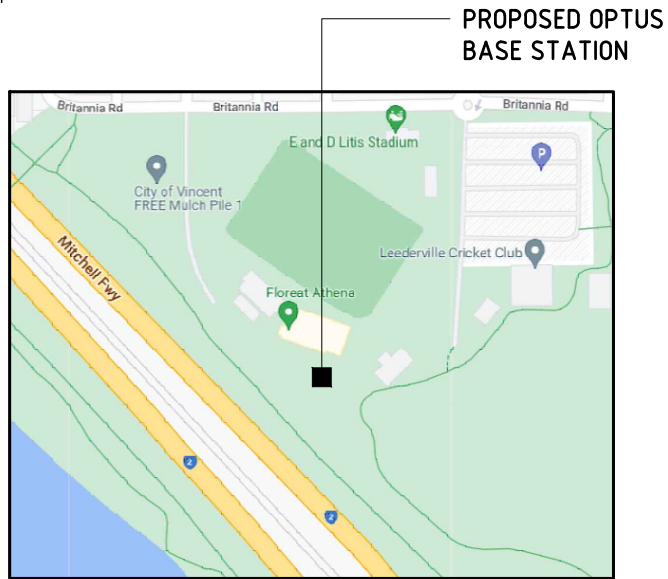 PROPOSED OPTUS
BASE STATION
Britannia Rd
Britannia Rd
Britannia Rd
E and D Litis Stadium
P
City of Vincent
FREE Mulch Pile 1
Mitchell Fwy
Leederville Cricket Club
Floreat Athena
2
2